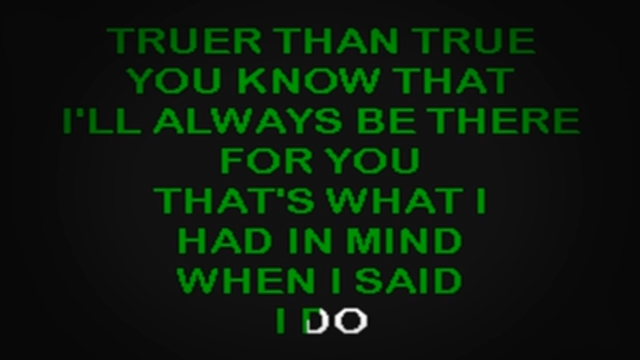 TRUER THAN TRUE
YOU KNOW THAT
I'LL ALWAYS BE THERE
FOR YOU
THAT'S WHAT I
HAD IN MIND
WHEN I SAID
I DO